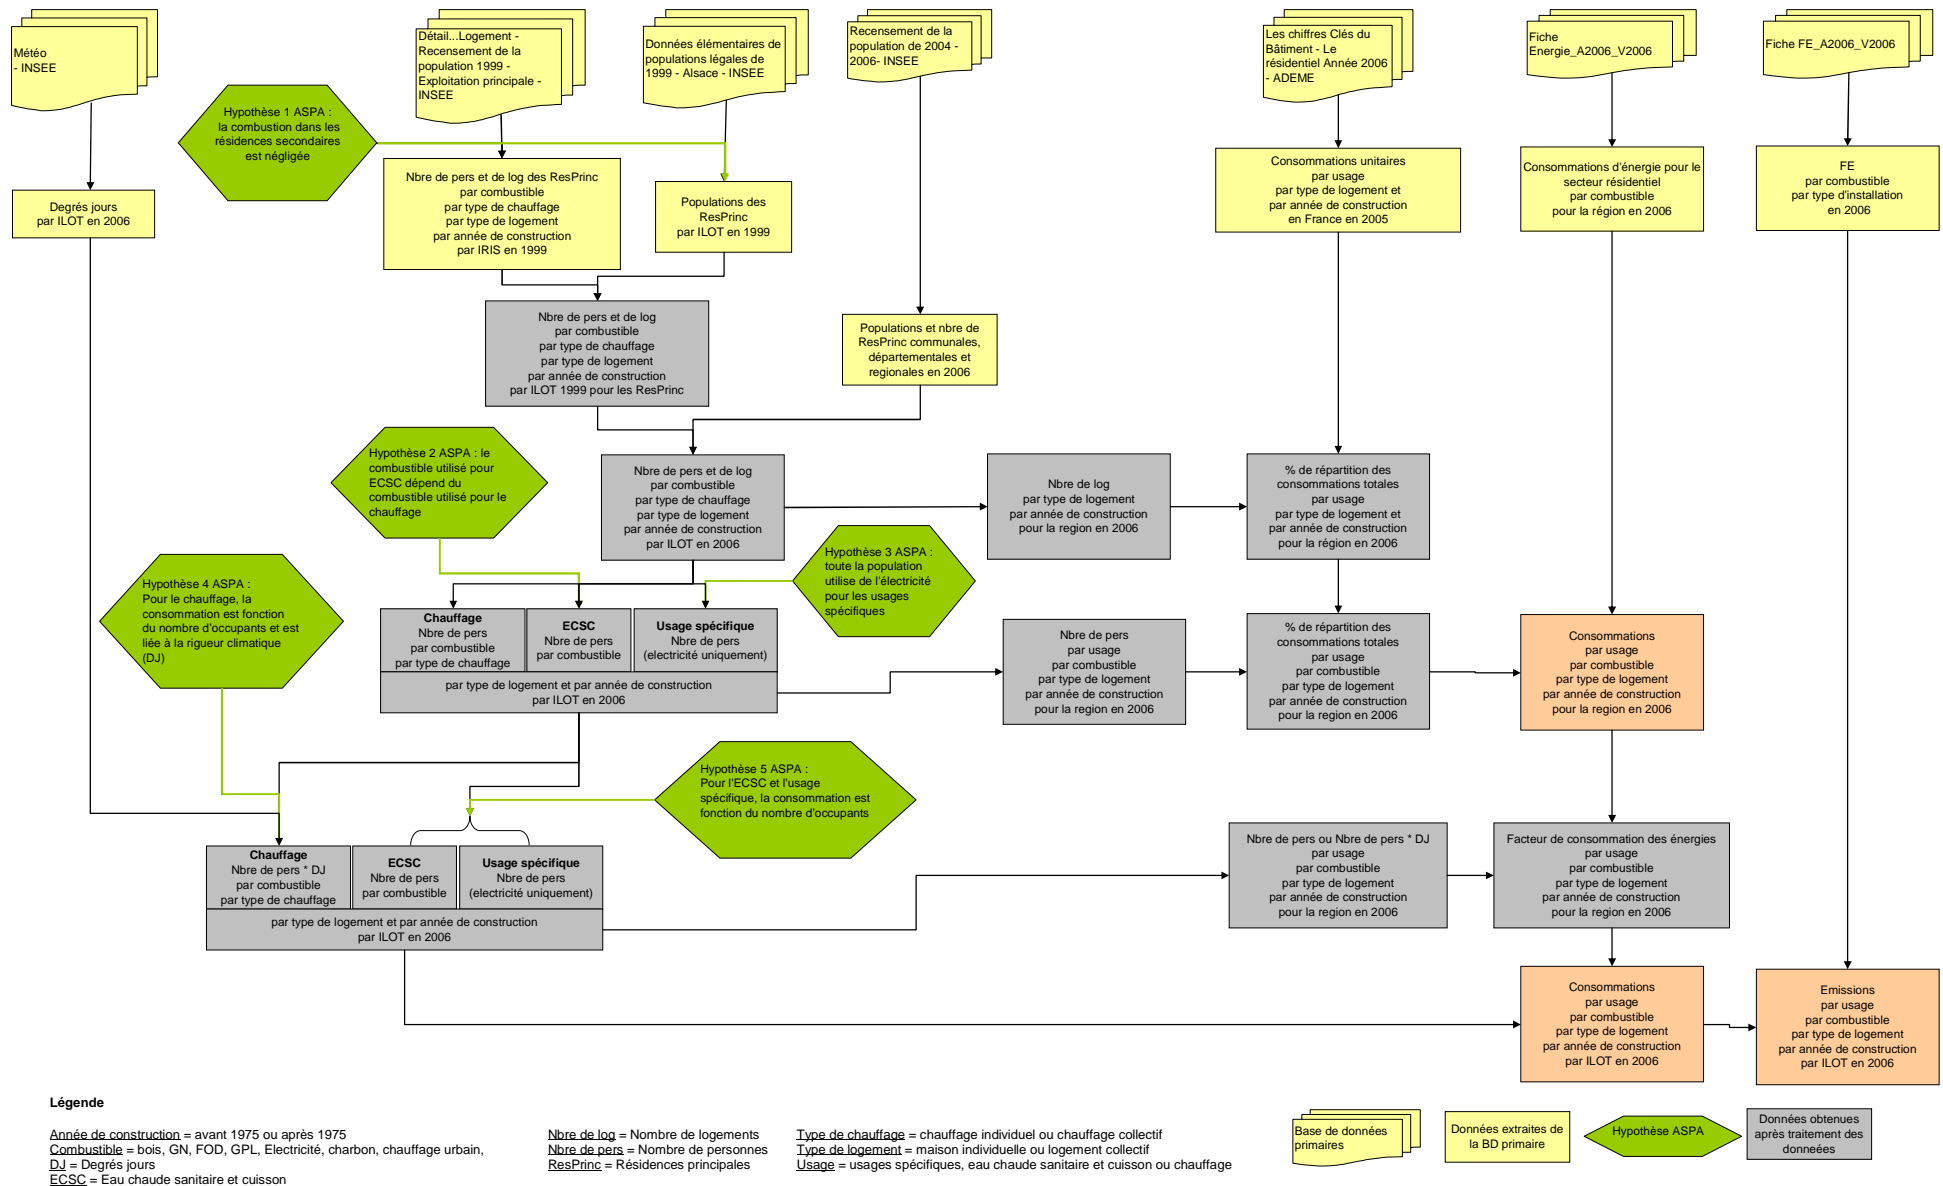 Météo
- INSEE
Détail...Logement -
Recensement de la
population 1999 -
Exploitation principale -
INSEE
Données élémentaires de
populations légales de
1999 - Alsace - INSEE
Recensement de la
population de 2004 -
2006- INSEE
Les chiffres Clés du
Bâtiment - Le
résidentiel Année 2006
- ADEME
Fiche
Energie_A2006_V2006
Fiche FE_A2006_V2006
Hypothèse 1 ASPA :
la combustion dans les
résidences secondaires
est négligée
Degrés jours
par ILOT en 2006
Nbre de pers et de log des ResPrinc
par combustible
par type de chauffage
par type de logement
par année de construction
par IRIS en 1999
Populations des
ResPrinc
par ILOT en 1999
Consommations unitaires
par usage
par type de logement et
par année de construction
en France en 2005
Consommations d'énergie pour le
secteur résidentiel
par combustible
pour la région en 2006
FE
par combustible
par type d'installation
en 2006
Nbre de pers et de log
par combustible
par type de chauffage
par type de logement
par année de construction
par ILOT 1999 pour les ResPrinc
Populations et nbre de
ResPrinc communales,
départementales et
regionales en 2006
Hypothèse 2 ASPA : le
combustible utilisé pour
ECSC dépend du
combustible utilisé pour le
chauffage
Nbre de pers et de log
par combustible
par type de chauffage
par type de logement
par année de construction
par ILOT en 2006
Nbre de log
par type de logement
par année de construction
pour la region en 2006
% de répartition des
consommations totales
par usage
par type de logement et
par année de construction
pour la région en 2006
Hypothèse 3 ASPA :
toute la population
utilise de l'électricité
pour les usages
spécifiques
Hypothèse 4 ASPA :
Pour le chauffage, la
consommation est fonction
du nombre d'occupants et est
liée à la rigueur climatique
(DJ)
Chauffage
Nbre de pers
par combustible
par type de chauffage
ECSC
Nbre de pers
par combustible
Usage spécifique
Nbre de pers
(electricité uniquement)
par type de logement et par année de construction
par ILOT en 2006
Nbre de pers
par usage
par combustible
par type de logement
par année de construction
pour la region en 2006
% de répartition des
consommations totales
par usage
par combustible
par type de logement
par année de construction
pour la region en 2006
Consommations
par usage
par combustible
par type de logement
par année de construction
pour la region en 2006
Hypothèse 5 ASPA :
Pour l'ECSC et l'usage
spécifique, la consommation est
fonction du nombre d'occupants
Chauffage
Nbre de pers * DJ
par combustible
par type de chauffage
ECSC
Nbre de pers
par combustible
Usage spécifique
Nbre de pers
(electricité uniquement)
par type de logement et par année de construction
par ILOT en 2006
Nbre de pers ou Nbre de pers * DJ
par usage
par combustible
par type de logement
par année de construction
pour la region en 2006
Facteur de consommation des énergies
par usage
par combustible
par type de logement
par année de construction
pour la region en 2006
Consommations
par usage
par combustible
par type de logement
par année de construction
par ILOT en 2006
Emissions
par usage
par combustible
par type de logement
par année de construction
par ILOT en 2006
Légende
Année de construction = avant 1975 ou après 1975
Combustible = bois, GN, FOD, GPL, Electricité, charbon, chauffage urbain,
DJ = Degrés jours
ECSC = Eau chaude sanitaire et cuisson
Nbre de log = Nombre de logements
Nbre de pers = Nombre de personnes
ResPrinc = Résidences principales
Type de chauffage = chauffage individuel ou chauffage collectif
Type de logement = maison individuelle ou logement collectif
Usage = usages spécifiques, eau chaude sanitaire et cuisson ou chauffage
Base de données
primaires
Données extraites de
la BD primaire
Hypothèse ASPA
Données obtenues
après traitement des
donneées